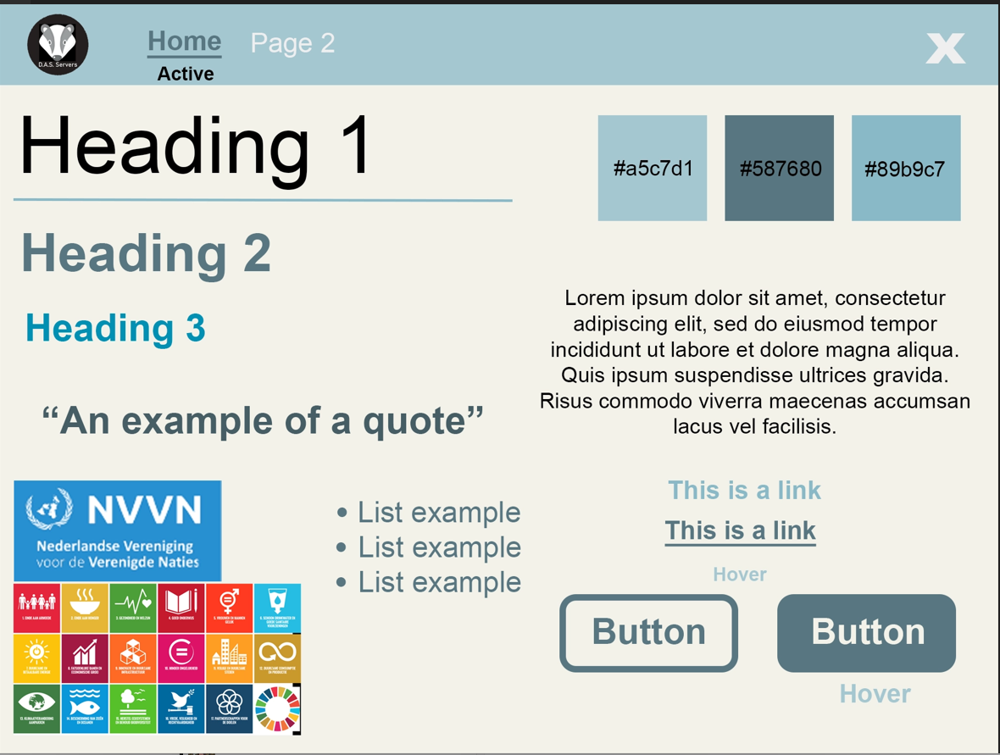 D.A.S. Servers
Home
Page 2
Active
X
Heading 1
#a5c7d1
#587680
#89b9c7
Heading 2
Heading 3
“An example of a quote”
Lorem ipsum dolor sit amet, consectetur
adipiscing elit, sed do eiusmod tempor
incididunt ut labore et dolore magna aliqua.
Quis ipsum suspendisse ultrices gravida.
Risus commodo viverra maecenas accumsan
lacus vel facilisis.
NVVN
Nederlandse Vereniging
voor de Verenigde Naties
• List example
• List example
• List example
This is a link
This is a link
Hover
Button
Button
Hover